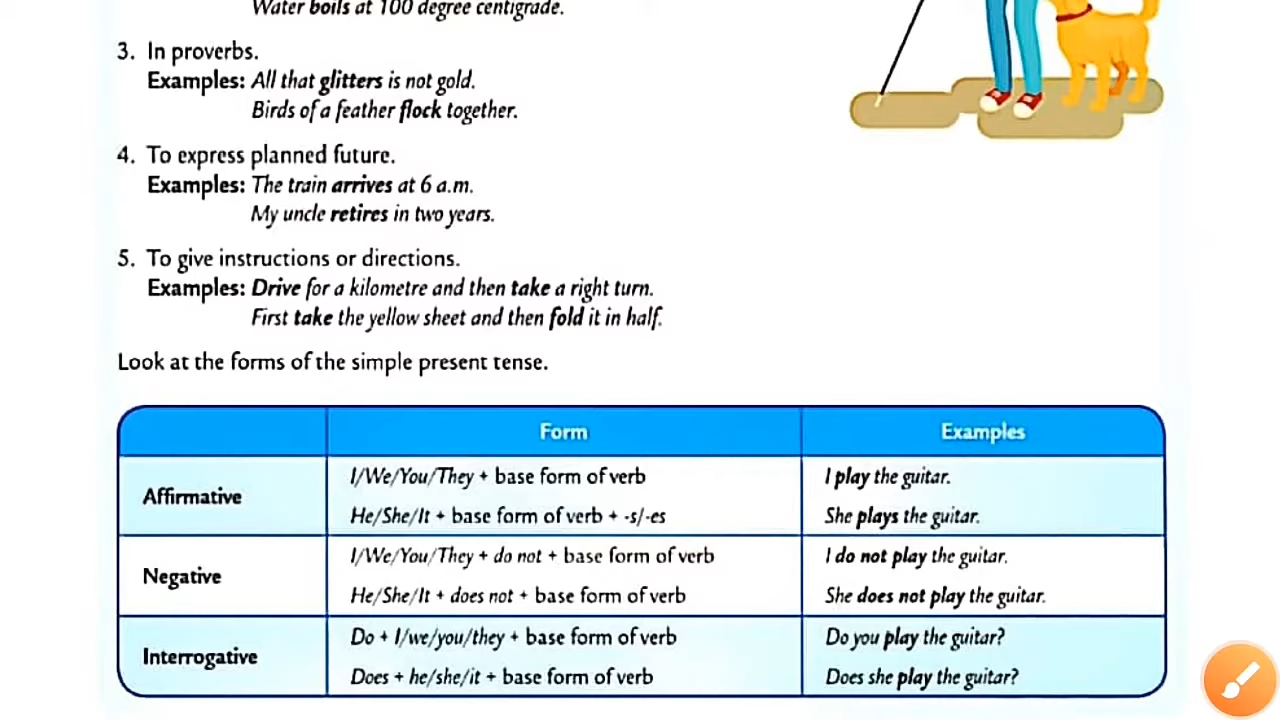 Water boils at 100 degree centigrade.
3. In proverbs.
Examples: All that glitters is not gold.
Birds of a feather flock together.
4. To express planned future.
Examples: The train arrives at 6 a.m.
My uncle retires in two years.
5. To give instructions or directions.
Examples: Drive for a kilometre and then take a right turn.
First take the yellow sheet and then fold it in half.
Look at the forms of the simple present tense.
Form Examples
Affirmative
I/We/You/They + base form of verb I play the guitar.
He/She/It + base form of verb + -s/-es She plays the guitar.
Negative
I/We/You/They + do not + base form of verb I do not play the guitar.
He/She/It + does not + base form of verb She does not play the guitar.
Interrogative
Do + I/we/you/they + base form of verb Do you play the guitar?
Does + he/she/it + base form of verb Does she play the guitar?